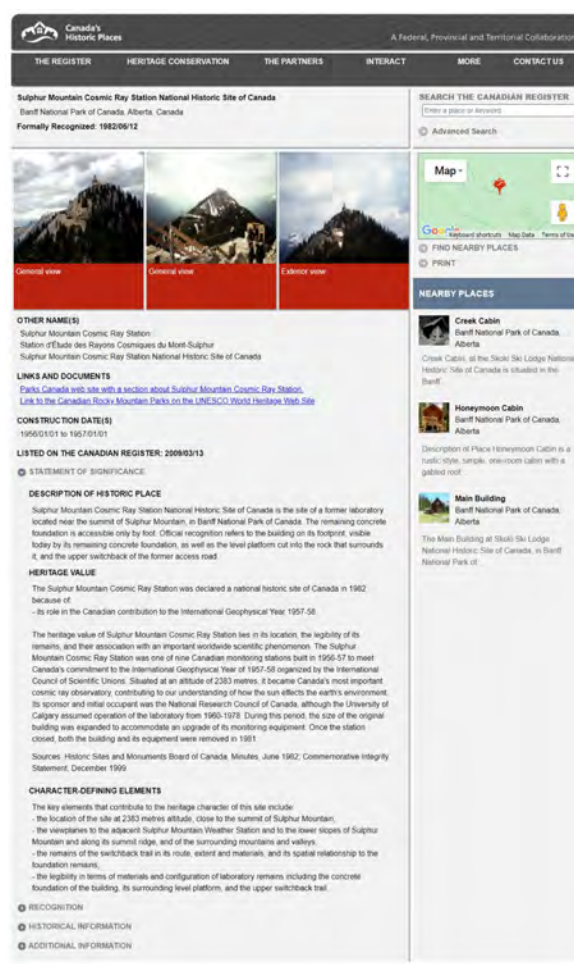 Canada's
Historic Places
A Federal, Provincial and Territorial Collaboration
THE REGISTER HERITAGE CONSERVATION THE PARTNERS INTERACT MORE CONTACT US
Sulphur Mountain Cosmic Ray Station National Historic Site of Canada
Banff National Park of Canada, Alberta, Canada
Formally Recognized: 1982/06/12
General view
General view
Exterior view
OTHER NAME(S)
Sulphur Mountain Cosmic Ray Station
Station d'Étude des Rayons Cosmiques du Mont-Sulphur
Sulphur Mountain Cosmic Ray Station National Historic Site of Canada
LINKS AND DOCUMENTS
Parks Canada web site with a section about Sulphur Mountain Cosmic Ray Station.
Link to the Canadian Rocky Mountain Parks on the UNESCO World Heritage Web Site
CONSTRUCTION DATE(S)
1956/01/01 to 1957/01/01
LISTED ON THE CANADIAN REGISTER: 2009/03/13
STATEMENT OF SIGNIFICANCE
DESCRIPTION OF HISTORIC PLACE
Sulphur Mountain Cosmic Ray Station National Historic Site of Canada is the site of a former laboratory
located near the summit of Sulphur Mountain, in Banff National Park of Canada. The remaining concrete
foundation is accessible only by foot. Official recognition refers to the building on its footprint, visible
today by its remaining concrete foundation, as well as the level platform cut into the rock that surrounds
it, and the upper switchback of the former access road.
HERITAGE VALUE
The Sulphur Mountain Cosmic Ray Station was declared a national historic site of Canada in 1982
because of:
- its role in the Canadian contribution to the International Geophysical Year 1957-58.
The heritage value of Sulphur Mountain Cosmic Ray Station lies in its location, the legibility of its
remains, and their association with an important worldwide scientific phenomenon. The Sulphur
Mountain Cosmic Ray Station was one of nine Canadian monitoring stations built in 1956-57 to meet
Canada's commitment to the International Geophysical Year of 1957-58 organized by the International
Council of Scientific Unions. Situated at an altitude of 2383 metres, it became Canada's most important
cosmic ray observatory, contributing to our understanding of how the sun effects the earth's environment.
Its sponsor and initial occupant was the National Research Council of Canada, although the University of
Calgary assumed operation of the laboratory from 1960-1978. During this period, the size of the original
building was expanded to accommodate an upgrade of its monitoring equipment. Once the station
closed, both the building and its equipment were removed in 1981.
Sources: Historic Sites and Monuments Board of Canada, Minutes, June 1982; Commemorative Integrity
Statement, December 1999.
CHARACTER-DEFINING ELEMENTS
The key elements that contribute to the heritage character of this site include:
- the location of the site at 2383 metres altitude, close to the summit of Sulphur Mountain;
- the viewplanes to the adjacent Sulphur Mountain Weather Station and to the lower slopes of Sulphur
Mountain and along its summit ridge, and of the surrounding mountains and valleys;
- the remains of the switchback trail in its route, extent and materials, and its spatial relationship to the
foundation remains;
- the legibility in terms of materials and configuration of laboratory remains including the concrete
foundation of the building, its surrounding level platform, and the upper switchback trail.
RECOGNITION
HISTORICAL INFORMATION
ADDITIONAL INFORMATION
SEARCH THE CANADIAN REGISTER
Enter a place or keyword
Advanced Search
Map
Google
Keyboard shortcuts Map Data Terms of Use
FIND NEARBY PLACES
PRINT
NEARBY PLACES
Creek Cabin
Banff National Park of Canada,
Alberta
Creek Cabin, at the Skoki Ski Lodge National
Historic Site of Canada is situated in the
Banff…
Honeymoon Cabin
Banff National Park of Canada,
Alberta
Description of Place Honeymoon Cabin is a
rustic style, simple, one-room cabin with a
gabled roof.
Main Building
Banff National Park of Canada,
Alberta
The Main Building at Skoki Ski Lodge
National Historic Site of Canada, in Banff
National Park of…